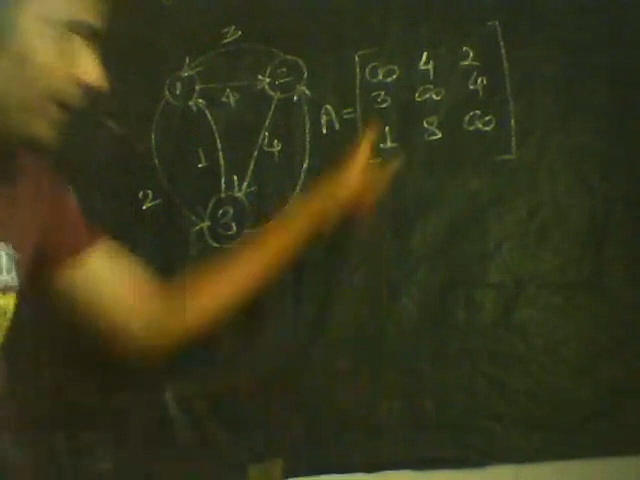 3
1 4 2
1 4
2 3
A = [ ∞ 4 2
3 ∞ 4
1 8 ∞ ]